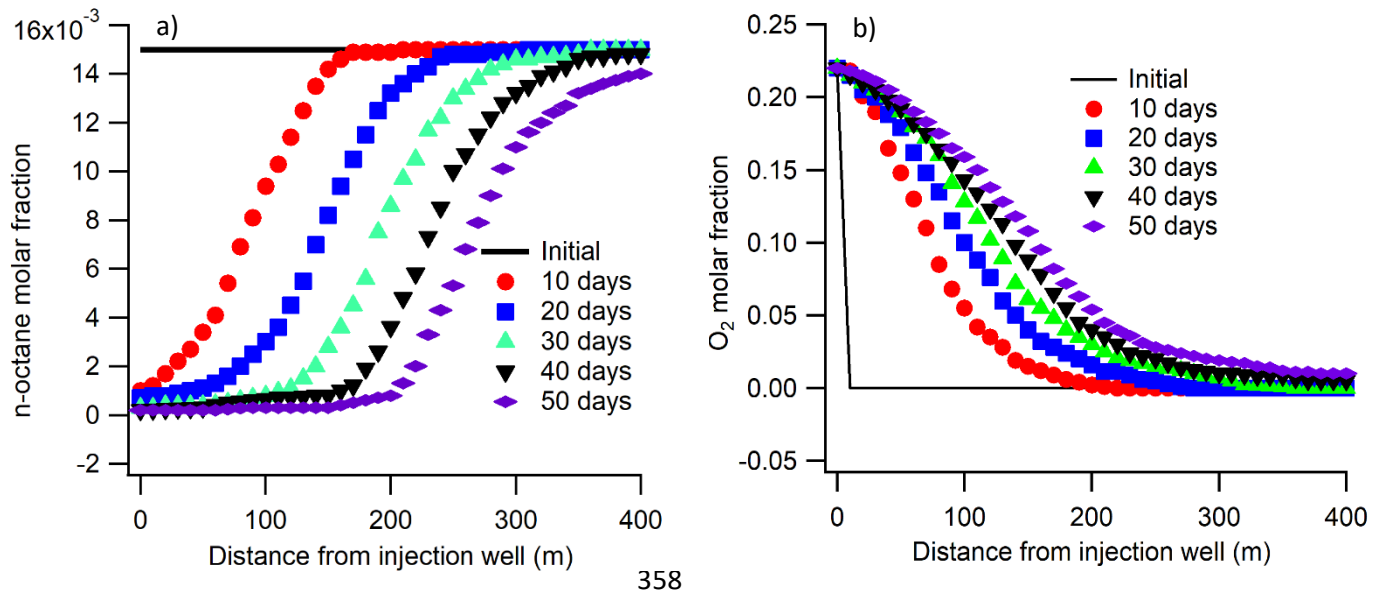 a)
16x10-3
14
12
10
8
6
4
2
0
-2
n-octane molar fraction
Initial
10 days
20 days
30 days
40 days
50 days
0
100
200
300
400
Distance from injection well (m)
b)
0.25
0.20
0.15
0.10
0.05
0.00
-0.05
O2 molar fraction
Initial
10 days
20 days
30 days
40 days
50 days
0
100
200
300
400
Distance from injection well (m)
358